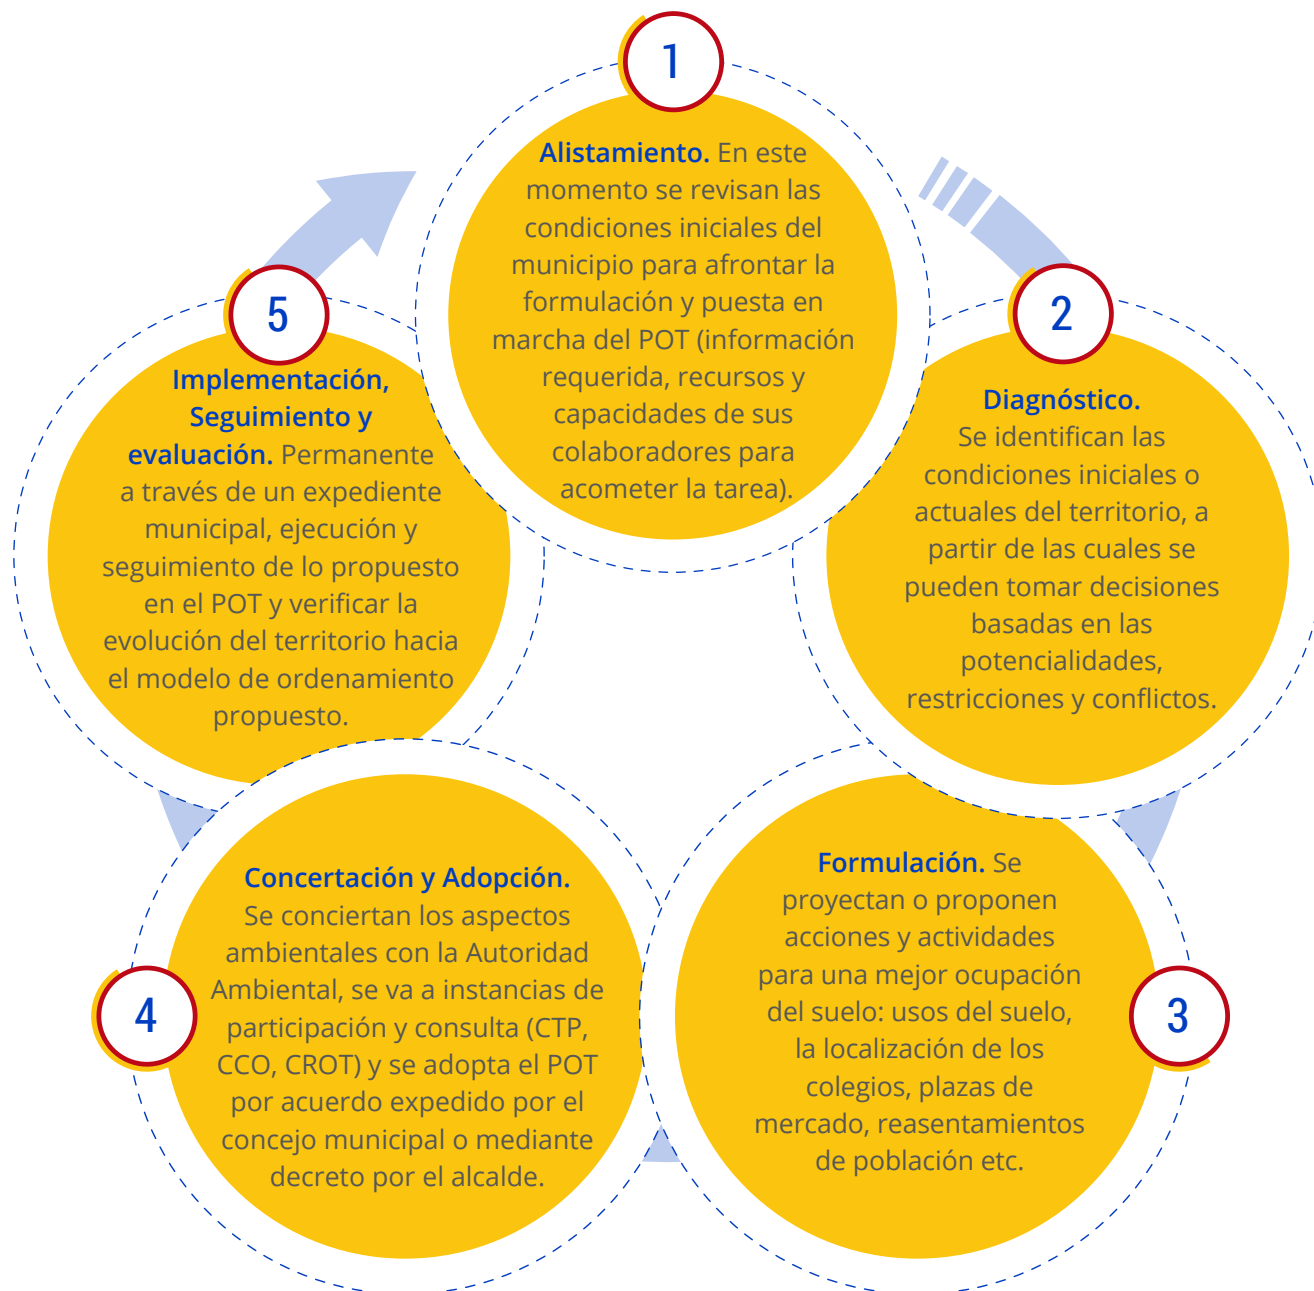 1
Alistamiento. En este
momento se revisan las
condiciones iniciales del
municipio para afrontar la
formulación y puesta en
marcha del POT (información
requerida, recursos y
capacidades de sus
colaboradores para
acometer la tarea).
2
Diagnóstico.
Se identifican las
condiciones iniciales o
actuales del territorio, a
partir de las cuales se
pueden tomar decisiones
basadas en las
potencialidades,
restricciones y conflictos.
3
Formulación. Se
proyectan o proponen
acciones y actividades
para una mejor ocupación
del suelo: usos del suelo,
la localización de los
colegios, plazas de
mercado, reasentamientos
de población etc.
4
Concertación y Adopción.
Se conciertan los aspectos
ambientales con la Autoridad
Ambiental, se va a instancias de
participación y consulta (CTP,
CCO, CROT) y se adopta el POT
por acuerdo expedido por el
concejo municipal o mediante
decreto por el alcalde.
5
Implementación,
Seguimiento y
evaluación. Permanente
a través de un expediente
municipal, ejecución y
seguimiento de lo propuesto
en el POT y verificar la
evolución del territorio hacia
el modelo de ordenamiento
propuesto.